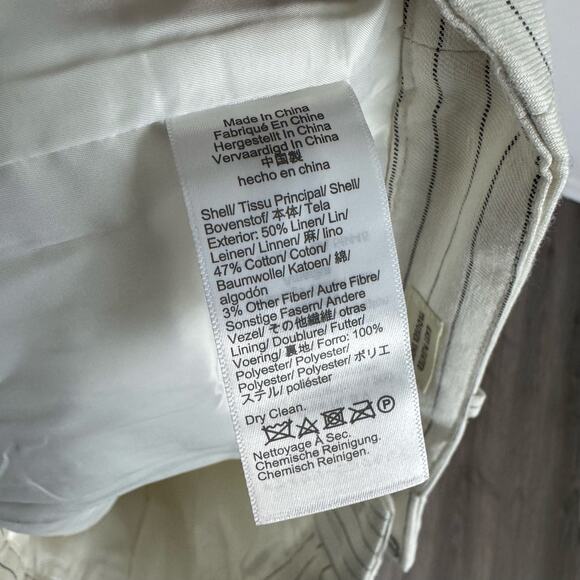 Made In China
Fabriqué En Chine
Hergestellt In China
Vervaardigd In China
中国製
hecho en china
Shell/ Tissu Principal/ Shell/
Bovenstof/ 本体/ Tela
Exterior: 50% Linen/ Lin/
Leinen/ Linnen/ 麻/ lino
47% Cotton/ Coton/
Baumwolle/ Katoen/ 綿/
algodón
3% Other Fiber/ Autre Fibre/
Sonstige Fasern/ Andere
Vezel/ その他繊維/ otras
Lining/ Doublure/ Futter/
Voering/ 裏地/ Forro: 100%
Polyester/ Polyester/
Polyester/ Polyester/ ポリエ
ステル/ poliéster
Dry Clean.
P
Nettoyage À Sec.
Chemische Reinigung.
Chemisch Reinigen.